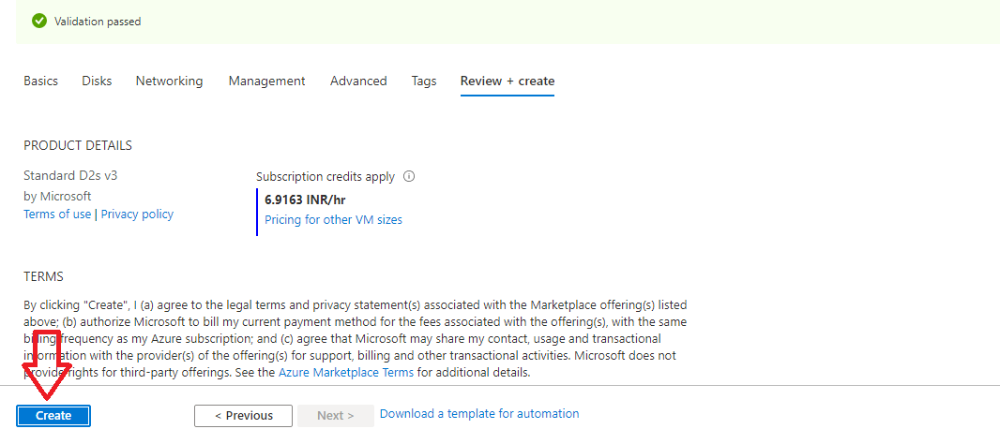 Validation passed
Basics Disks Networking Management Advanced Tags Review + create
PRODUCT DETAILS
Standard D2s v3
by Microsoft
Terms of use | Privacy policy
Subscription credits apply
6.9163 INR/hr
Pricing for other VM sizes
TERMS
By clicking "Create", I (a) agree to the legal terms and privacy statement(s) associated with the Marketplace offering(s) listed
above; (b) authorize Microsoft to bill my current payment method for the fees associated with the offering(s), with the same
billing frequency as my Azure subscription; and (c) agree that Microsoft may share my contact, usage and transactional
information with the provider(s) of the offering(s) for support, billing and other transactional activities. Microsoft does not
provide rights for third-party offerings. See the Azure Marketplace Terms for additional details.
Create < Previous Next > Download a template for automation